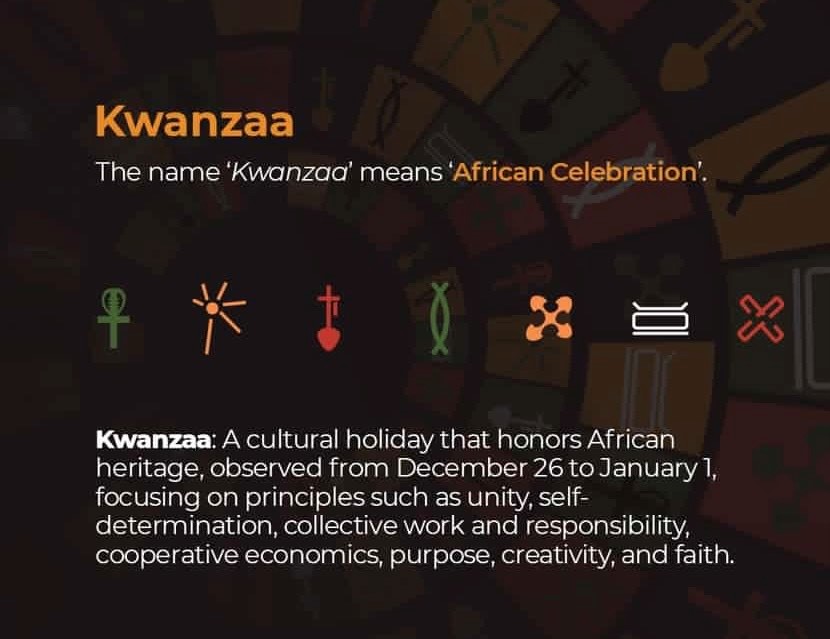 Kwanzaa
The name ‘Kwanzaa’ means ‘African Celebration’.
Kwanzaa: A cultural holiday that honors African
heritage, observed from December 26 to January 1,
focusing on principles such as unity, self-
determination, collective work and responsibility,
cooperative economics, purpose, creativity, and faith.